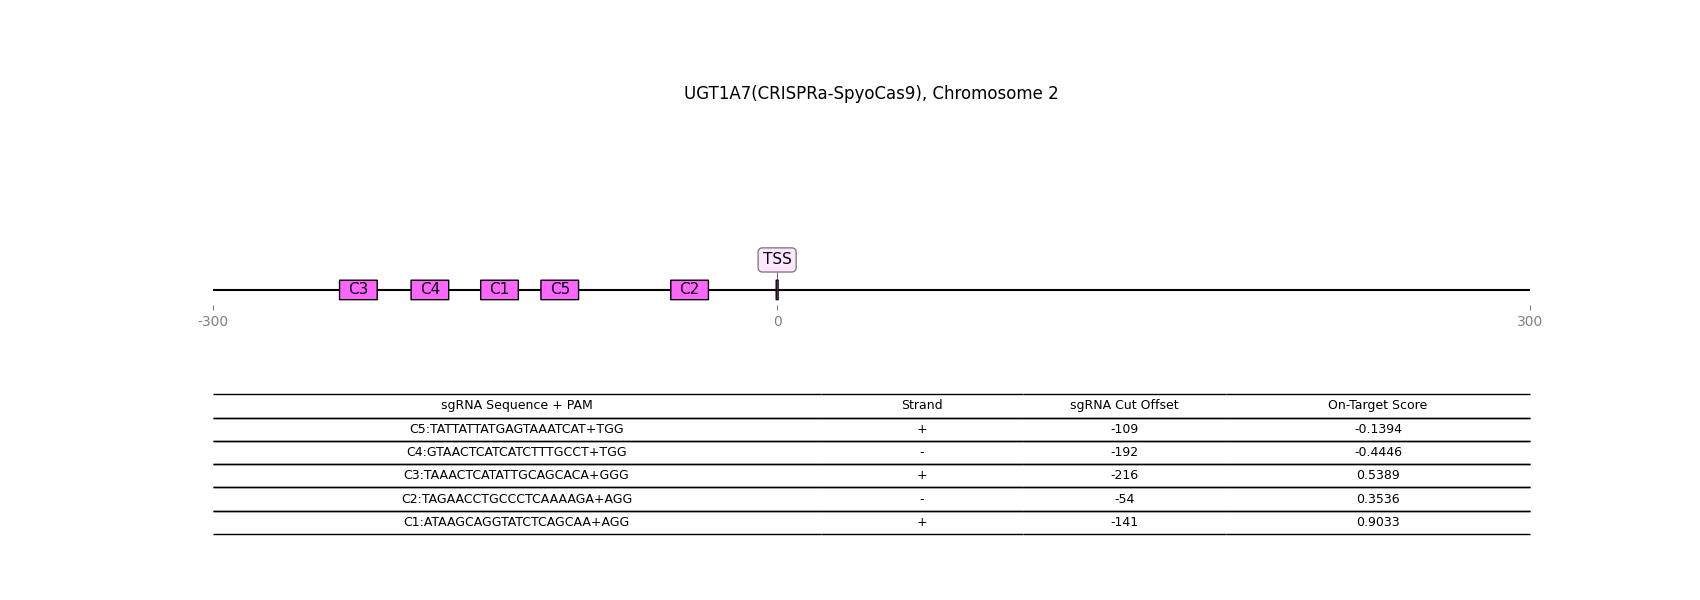 UGT1A7(CRISPRa-SpyoCas9), Chromosome 2
TSS
C3 C4 C1 C5 C2
-300 0 300
sgRNA Sequence + PAM Strand sgRNA Cut Offset On-Target Score
C5:TATTATTATGAGTAAATCAT+TGG + -109 -0.1394
C4:GTAACTCATCATCTTTGCCT+TGG - -192 -0.4446
C3:TAAACTCATATTGCAGCACA+GGG + -216 0.5389
C2:TAGAACCTGCCCTCAAAAGA+AGG - -54 0.3536
C1:ATAAGCAGGTATCTCAGCAA+AGG + -141 0.9033